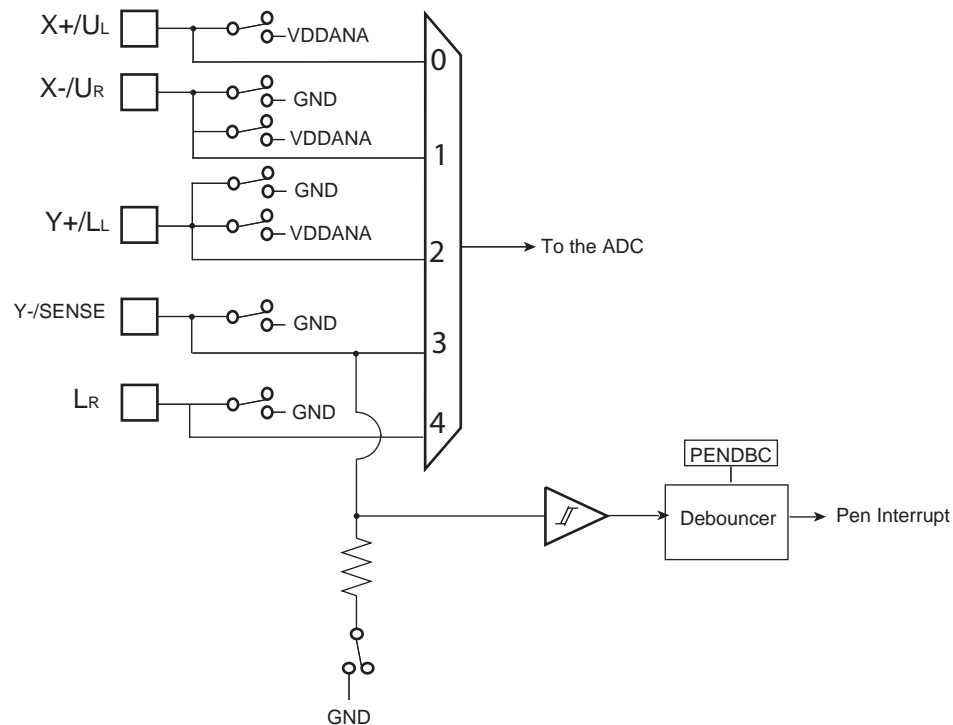 X+/UL
VDDANA
0
X-/UR
GND
VDDANA
1
GND
Y+/LL
VDDANA
2
To the ADC
Y-/SENSE
GND
3
LR
GND
4
PENDBC
Debouncer
Pen Interrupt
GND